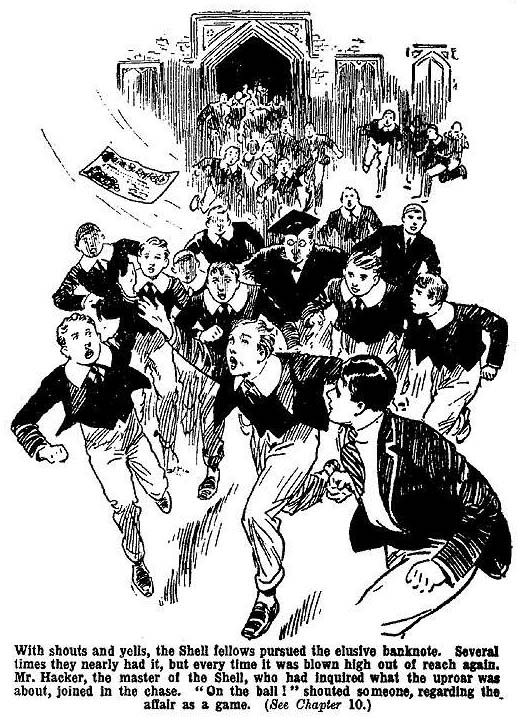 With shouts and yells, the Shell fellows pursued the elusive banknote. Several
times they nearly had it, but every time it was blown high out of reach again.
Mr. Hacker, the master of the Shell, who had inquired what the uproar was
about, joined in the chase. "On the ball!" shouted someone, regarding the
affair as a game. (See Chapter 10.)